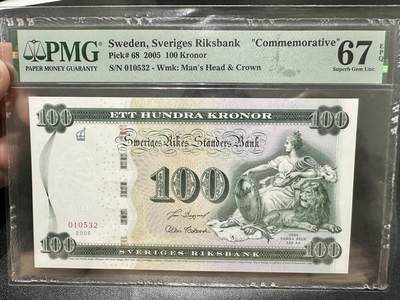 PMG
PAPER MONEY GUARANTY
Sweden, Sveriges Riksbank "Commemorative"
Pick# 68 2005 100 Kronor
S/N 010532 - Wmk: Man's Head & Crown
67 EPQ
Superb Gem Unc
100 ETT HUNDRA KRONOR 100
Sveriges Rikes Ständers Bank
100
010532
2005
100 SVERIGES RIKSBANK 100